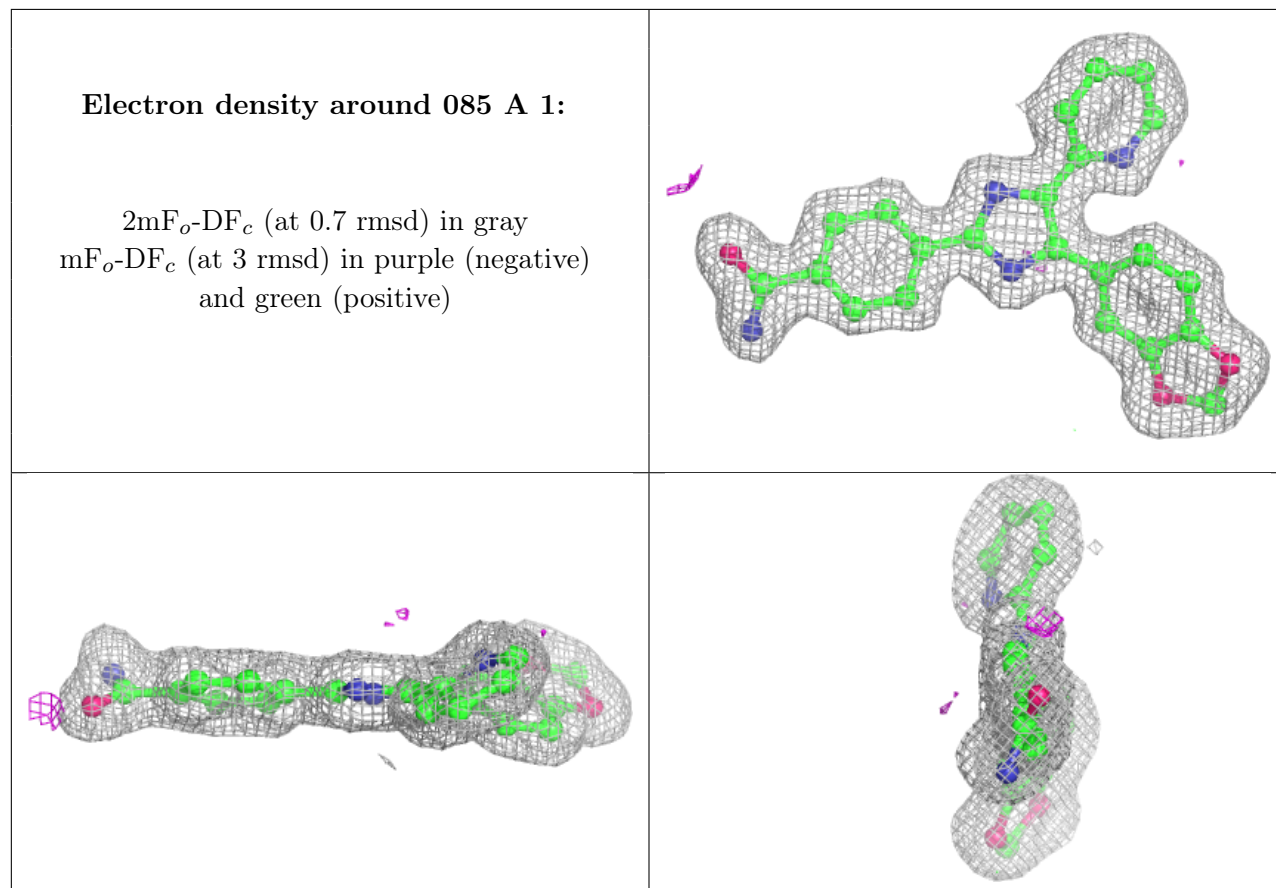 Electron density around 085 A 1:
2mFₒ-DF𝒸 (at 0.7 rmsd) in gray
mFₒ-DF𝒸 (at 3 rmsd) in purple (negative)
and green (positive)